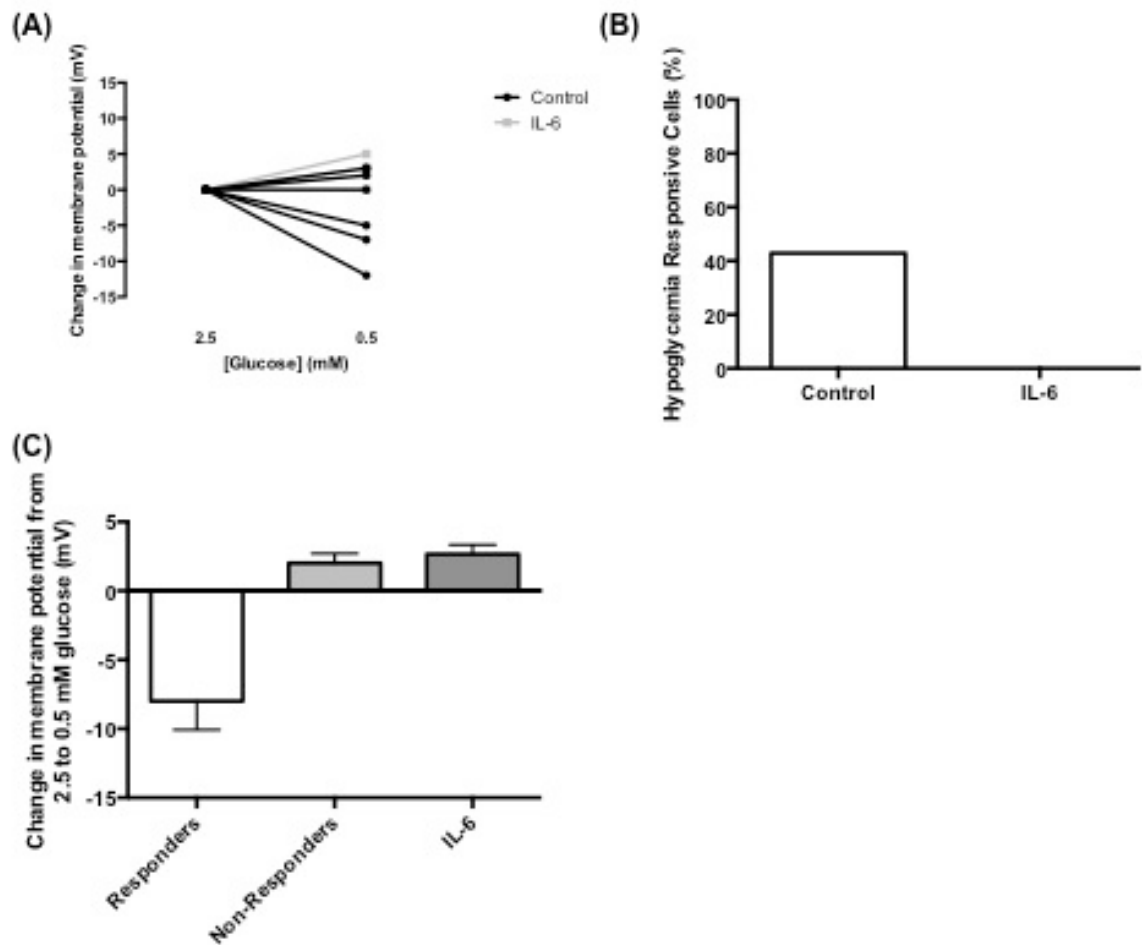 (A)
Change in membrane potential (mV)
15
10
5
0
-5
-10
-15
2.5
0.5
[Glucose] (mM)
Control
IL-6
(B)
Hypoglycemia Responsive Cells (%)
100
80
60
40
20
0
Control
IL-6
(C)
Change in membrane potential from
2.5 to 0.5 mM glucose (mV)
5
0
-5
-10
-15
Responders
Non-Responders
IL-6